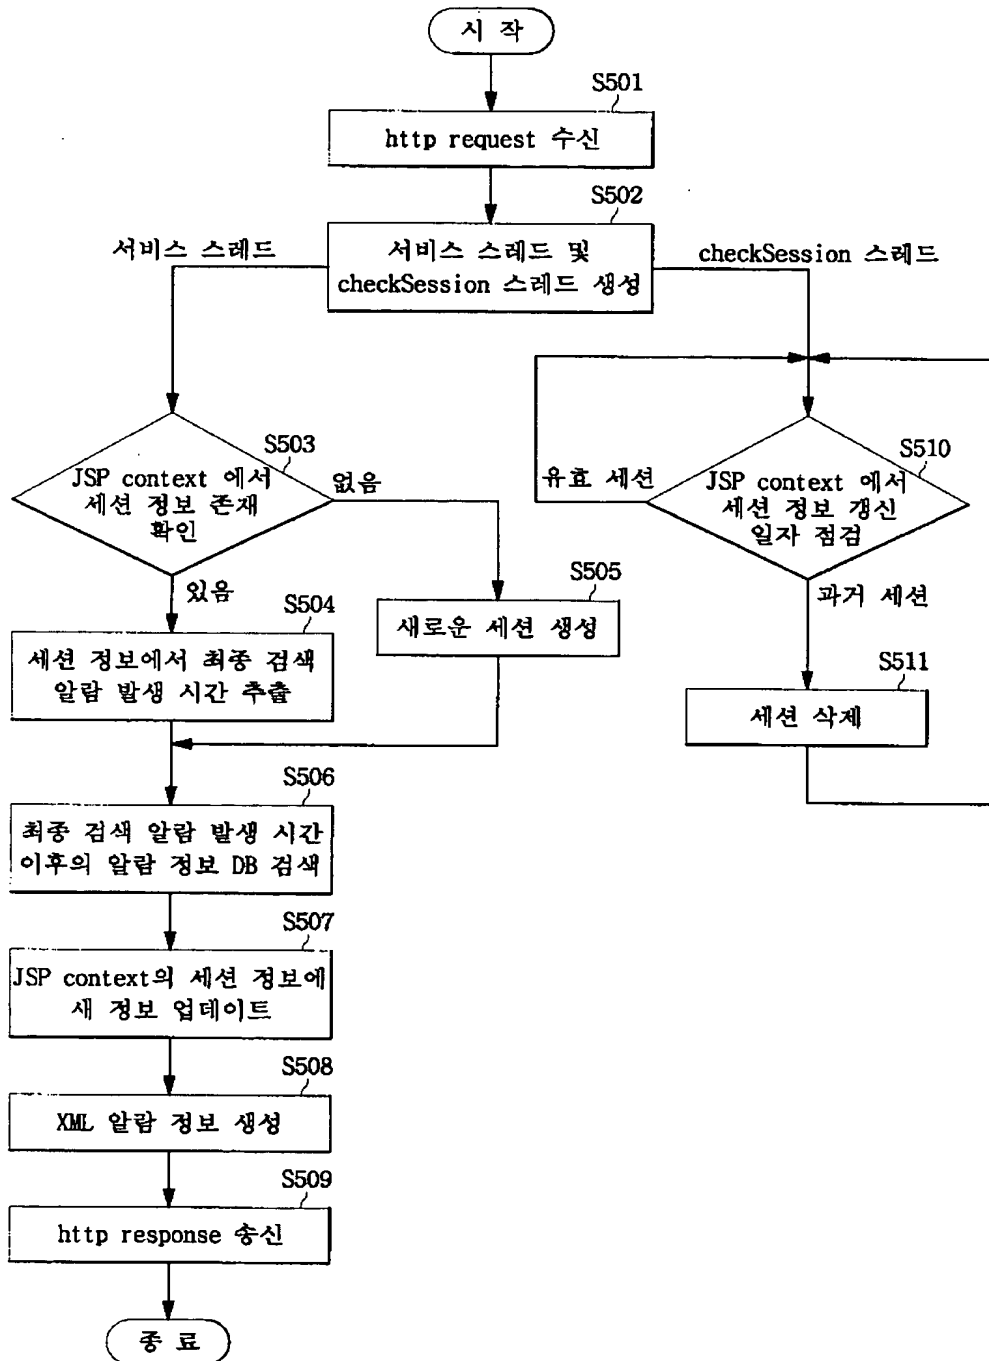 시 작
S501
http request 수신
S502
서비스 스레드 및
checkSession 스레드 생성
서비스 스레드
checkSession 스레드
S503
JSP context 에서
세션 정보 존재
확인
없음
있음
S510
JSP context 에서
세션 정보 갱신
일자 점검
유효 세션
과거 세션
S504
세션 정보에서 최종 검색
알람 발생 시간 추출
S505
새로운 세션 생성
S511
세션 삭제
S506
최종 검색 알람 발생 시간
이후의 알람 정보 DB 검색
S507
JSP context의 세션 정보에
새 정보 업데이트
S508
XML 알람 정보 생성
S509
http response 송신
종 료